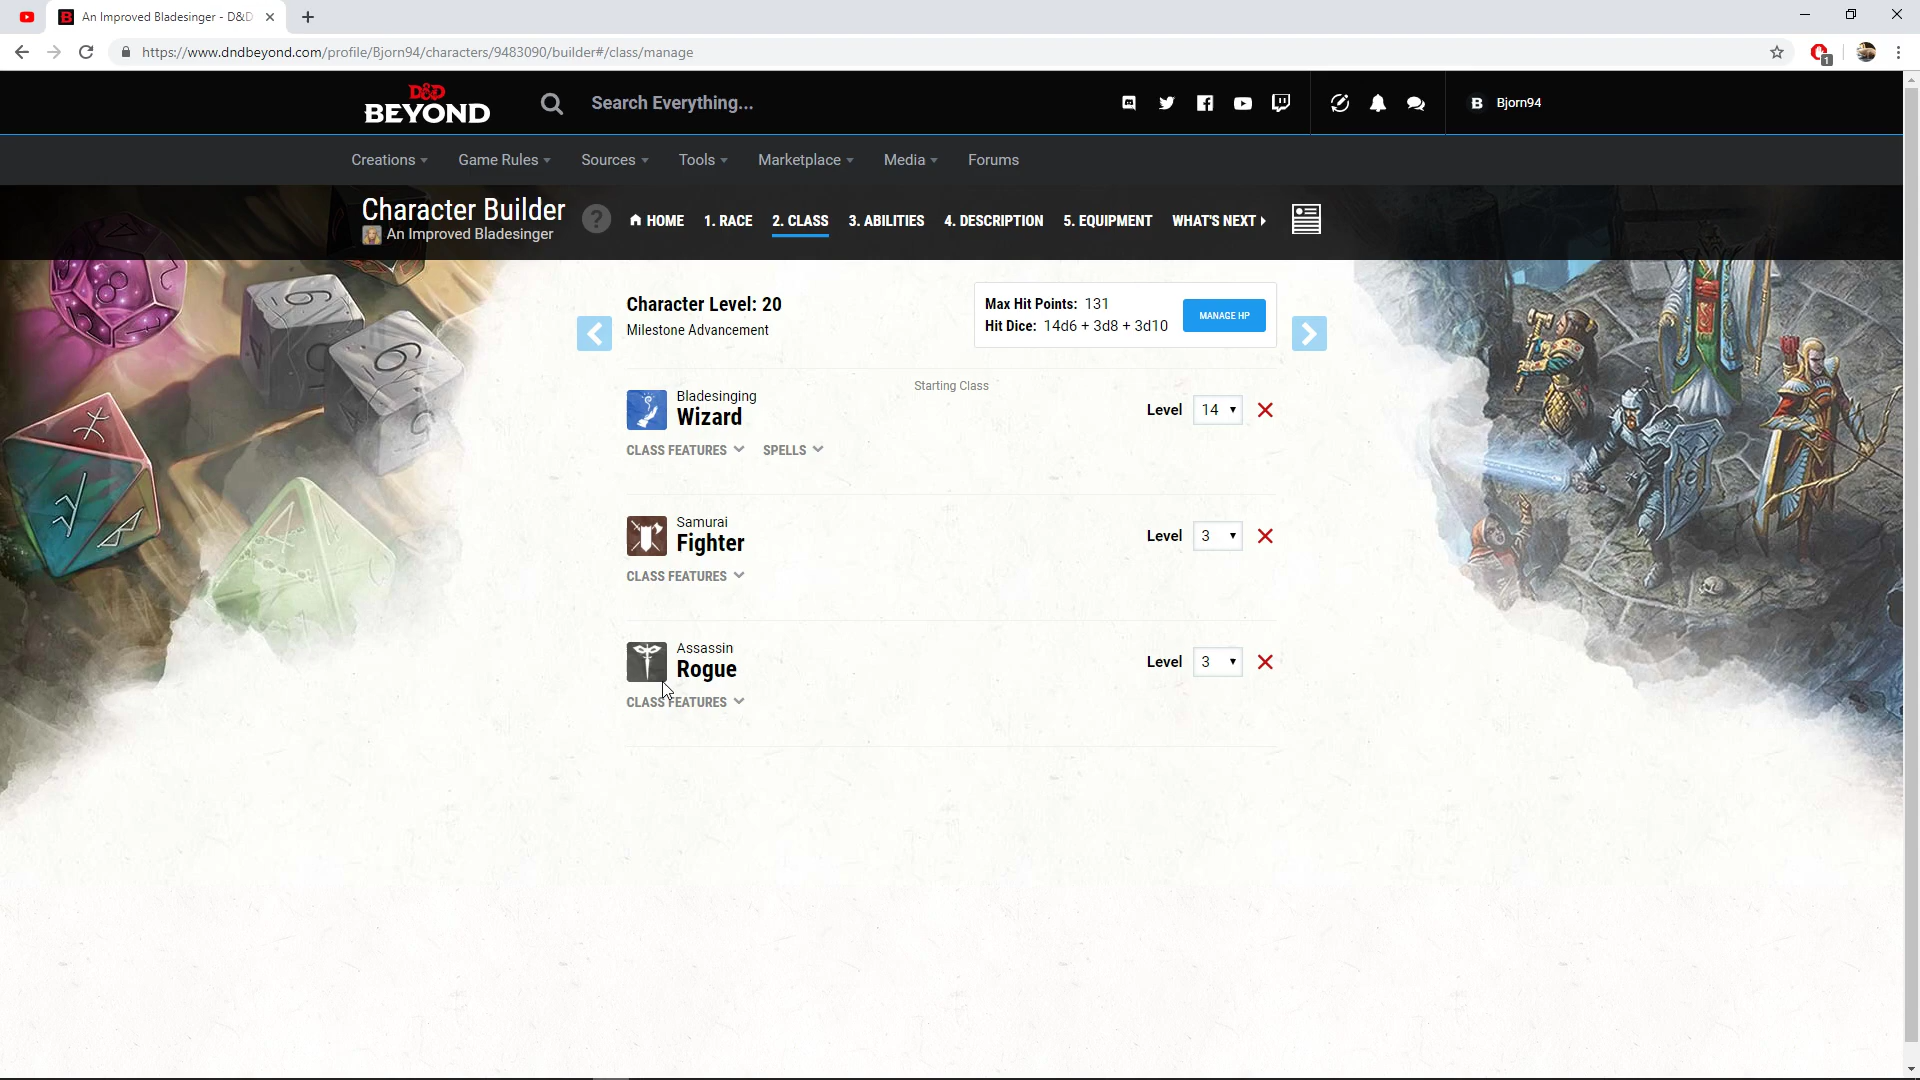 An Improved Bladesinger - D&D
https://www.dndbeyond.com/profile/Bjorn94/characters/9483090/builder#/class/manage
1
D&D
BEYOND
Search Everything...
B Bjorn94
Creations Game Rules Sources Tools Marketplace Media Forums
Character Builder
An Improved Bladesinger
? HOME 1. RACE 2. CLASS 3. ABILITIES 4. DESCRIPTION 5. EQUIPMENT WHAT'S NEXT
Character Level: 20
Milestone Advancement
Max Hit Points: 131
Hit Dice: 14d6 + 3d8 + 3d10
MANAGE HP
Starting Class
Bladesinging
Wizard
Level 14
CLASS FEATURES SPELLS
Samurai
Fighter
Level 3
CLASS FEATURES
Assassin
Rogue
Level 3
CLASS FEATURES